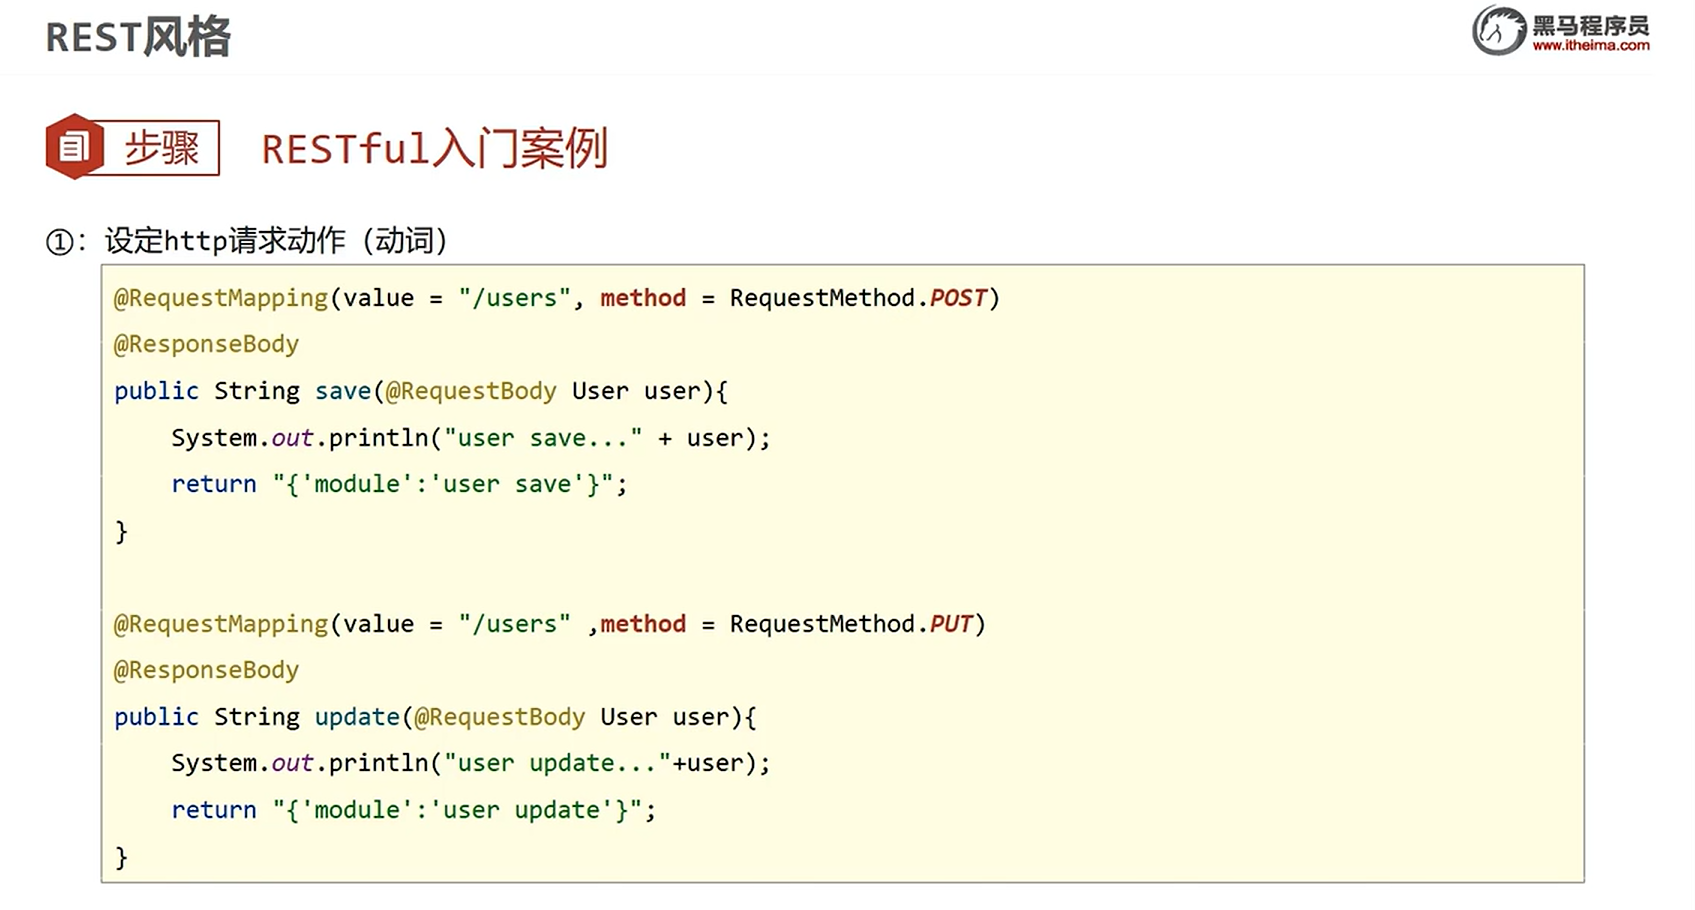 REST风格
黑马程序员
www.itheima.com
步骤
RESTful入门案例
①：设定http请求动作（动词）
@RequestMapping(value = "/users", method = RequestMethod.POST)
@ResponseBody
public String save(@RequestBody User user){
    System.out.println("user save..." + user);
    return "{'module':'user save'}";
}
@RequestMapping(value = "/users" ,method = RequestMethod.PUT)
@ResponseBody
public String update(@RequestBody User user){
    System.out.println("user update..."+user);
    return "{'module':'user update'}";
}